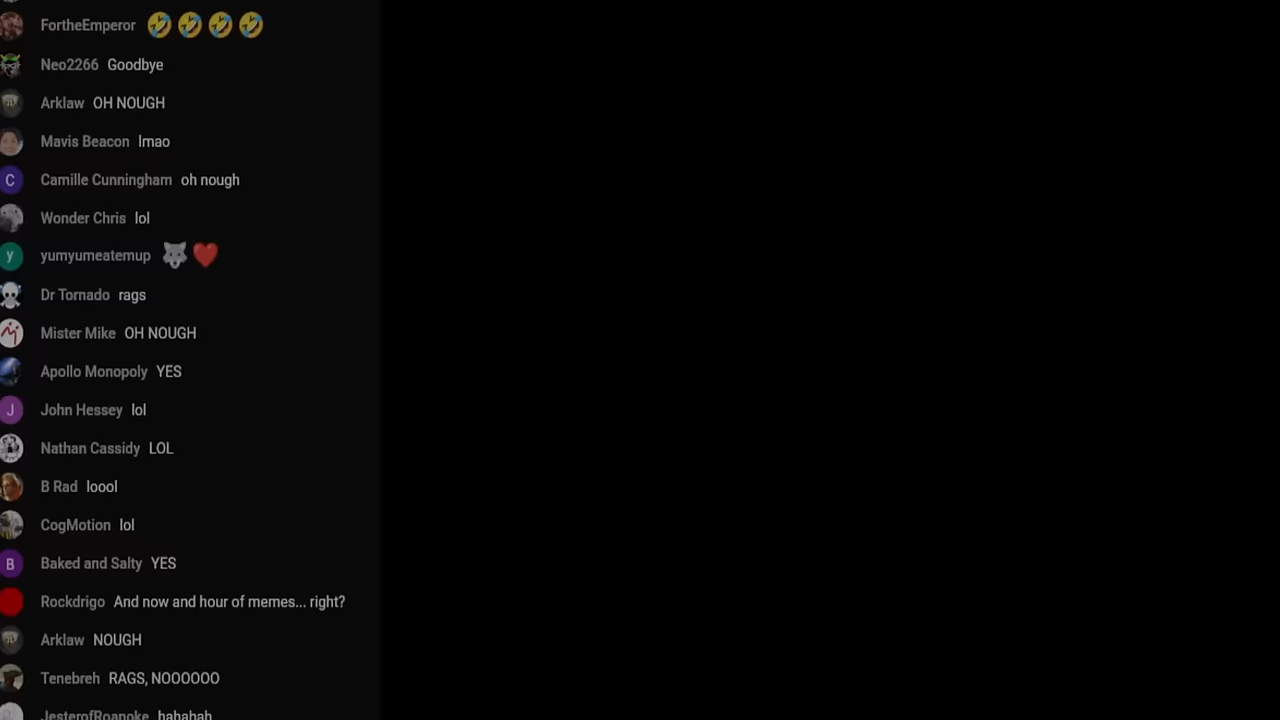 FortheEmperor 🤣🤣🤣🤣
Neo2266 Goodbye
Arklaw OH NOUGH
Mavis Beacon lmao
C Camille Cunningham oh nough
Wonder Chris lol
y yumyumeatemup 🐺❤️
Dr Tornado rags
Mister Mike OH NOUGH
Apollo Monopoly YES
J John Hessey lol
Nathan Cassidy LOL
B Rad loool
CogMotion lol
B Baked and Salty YES
Rockdrigo And now and hour of memes... right?
Arklaw NOUGH
Tenebreh RAGS, NOOOOOO
JesterofRoanoke hahahah